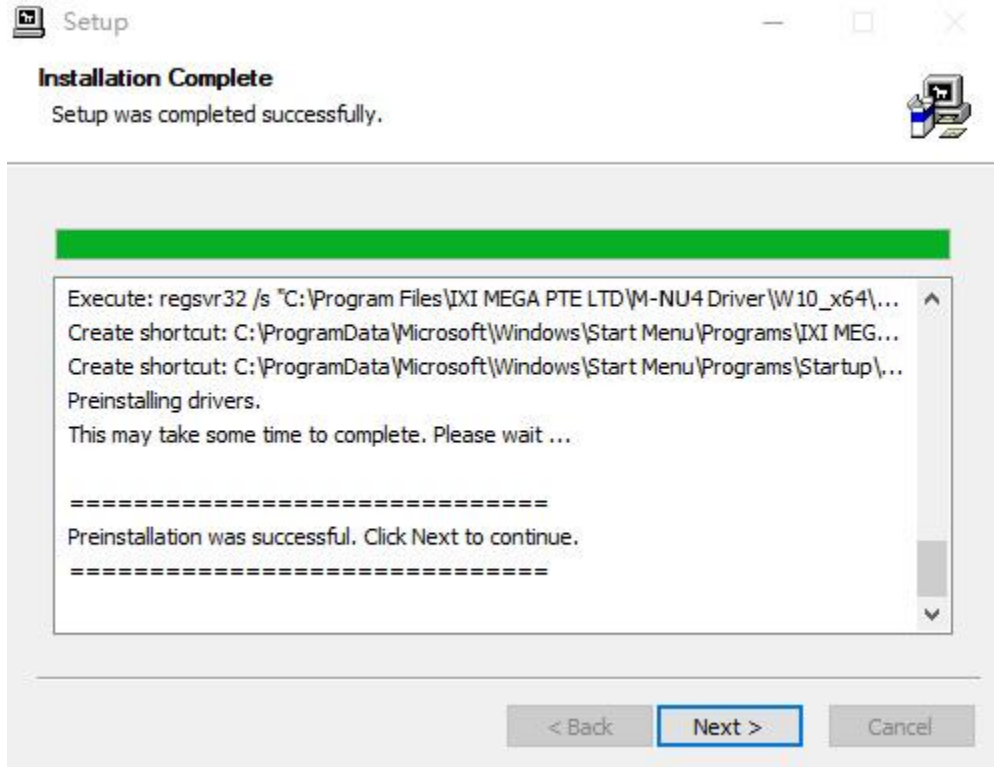 Setup
Installation Complete
Setup was completed successfully.
Execute: regsvr32 /s "C:\Program Files\IXI MEGA PTE LTD\M-NU4 Driver\W10_x64\...
Create shortcut: C:\ProgramData\Microsoft\Windows\Start Menu\Programs\IXI MEG...
Create shortcut: C:\ProgramData\Microsoft\Windows\Start Menu\Programs\Startup\...
Preinstalling drivers.
This may take some time to complete. Please wait ...
==============================
Preinstallation was successful. Click Next to continue.
==============================
< Back Next > Cancel